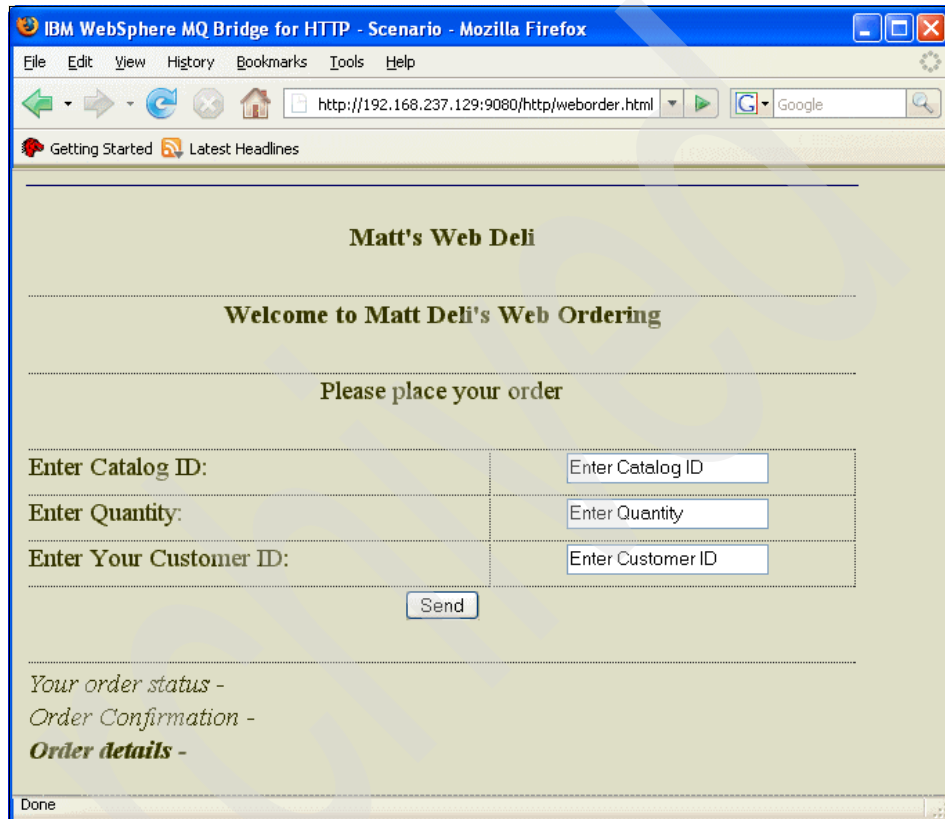 IBM WebSphere MQ Bridge for HTTP - Scenario - Mozilla Firefox
File Edit View History Bookmarks Tools Help
http://192.168.237.129:9080/http/weborder.html G Google
Getting Started Latest Headlines
Matt's Web Deli
Welcome to Matt Deli's Web Ordering
Please place your order
Enter Catalog ID: Enter Catalog ID
Enter Quantity: Enter Quantity
Enter Your Customer ID: Enter Customer ID
Send
Your order status -
Order Confirmation -
Order details -
Done